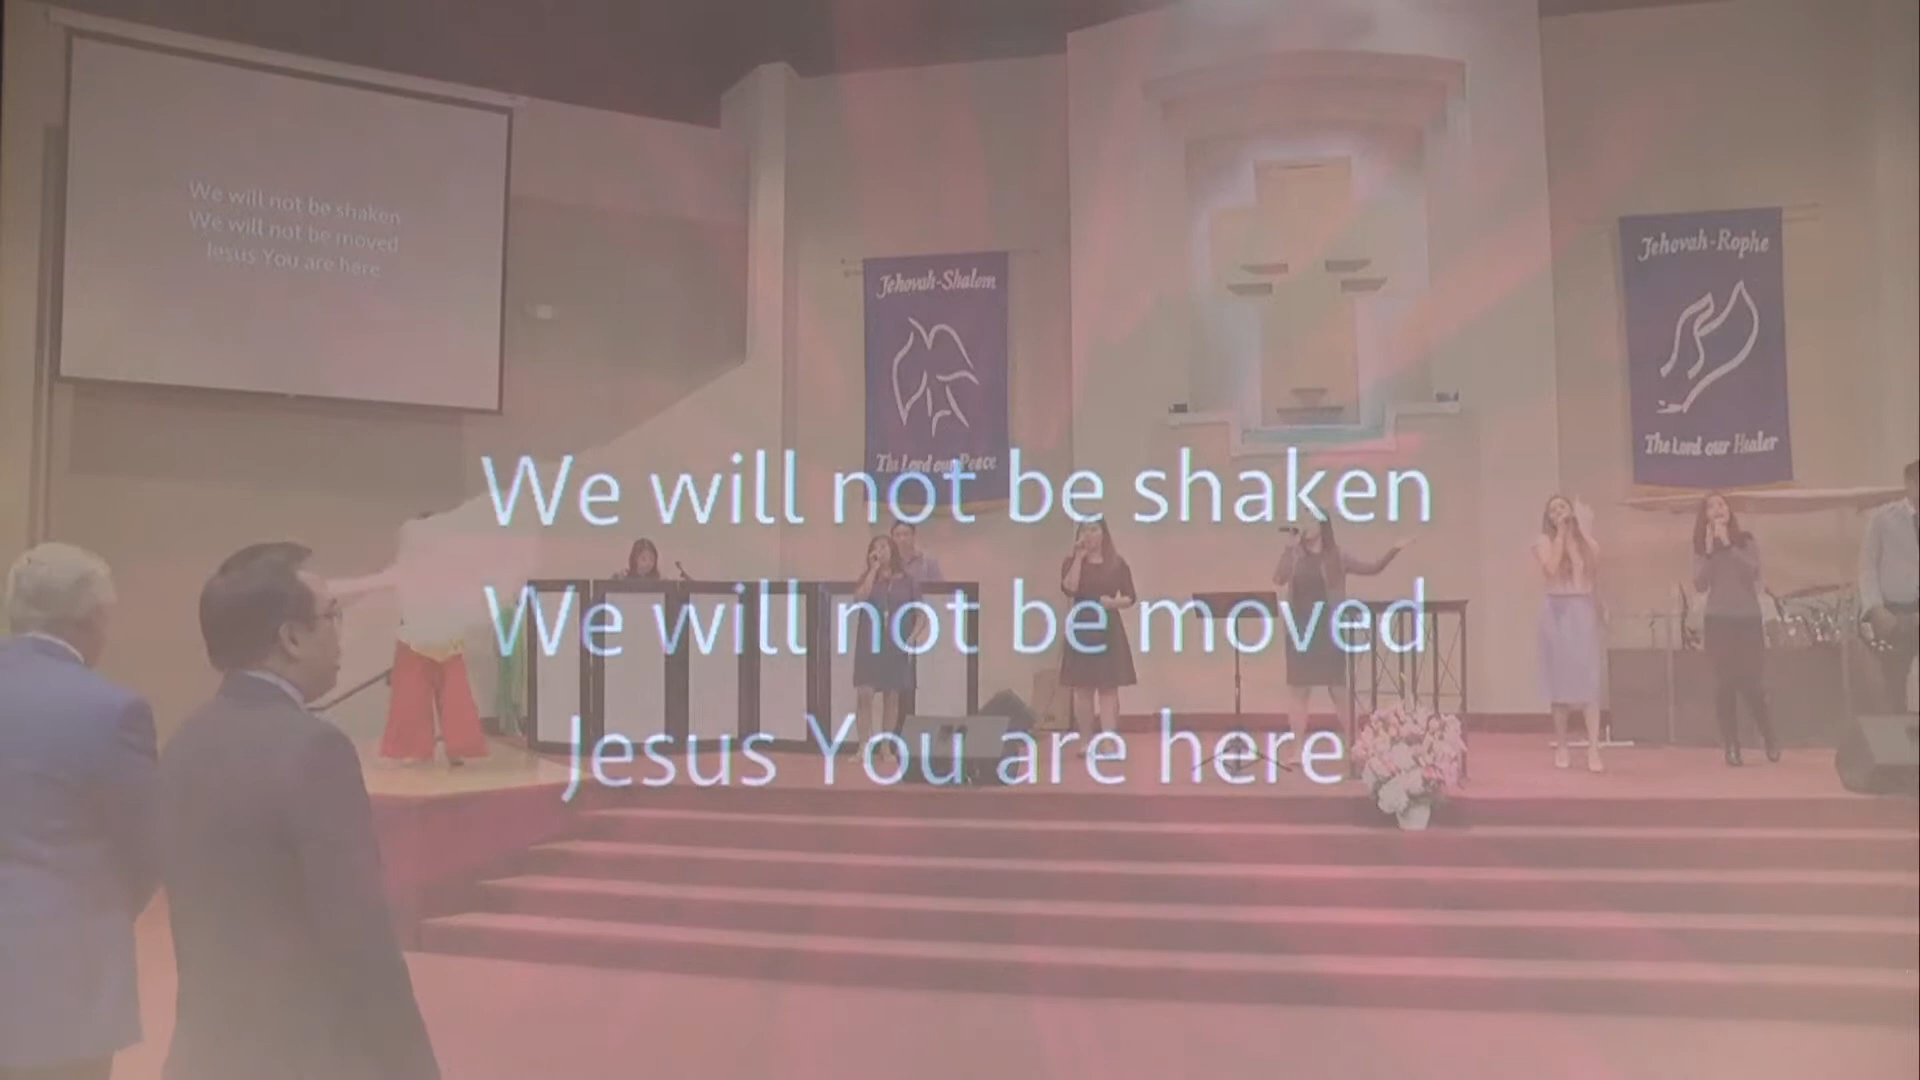 We will not be shaken
We will not be moved
Jesus You are here
Jehovah-Shalom
The Lord our Peace
Jehovah-Rophe
The Lord our Healer
We will not be shaken
We will not be moved
Jesus You are here